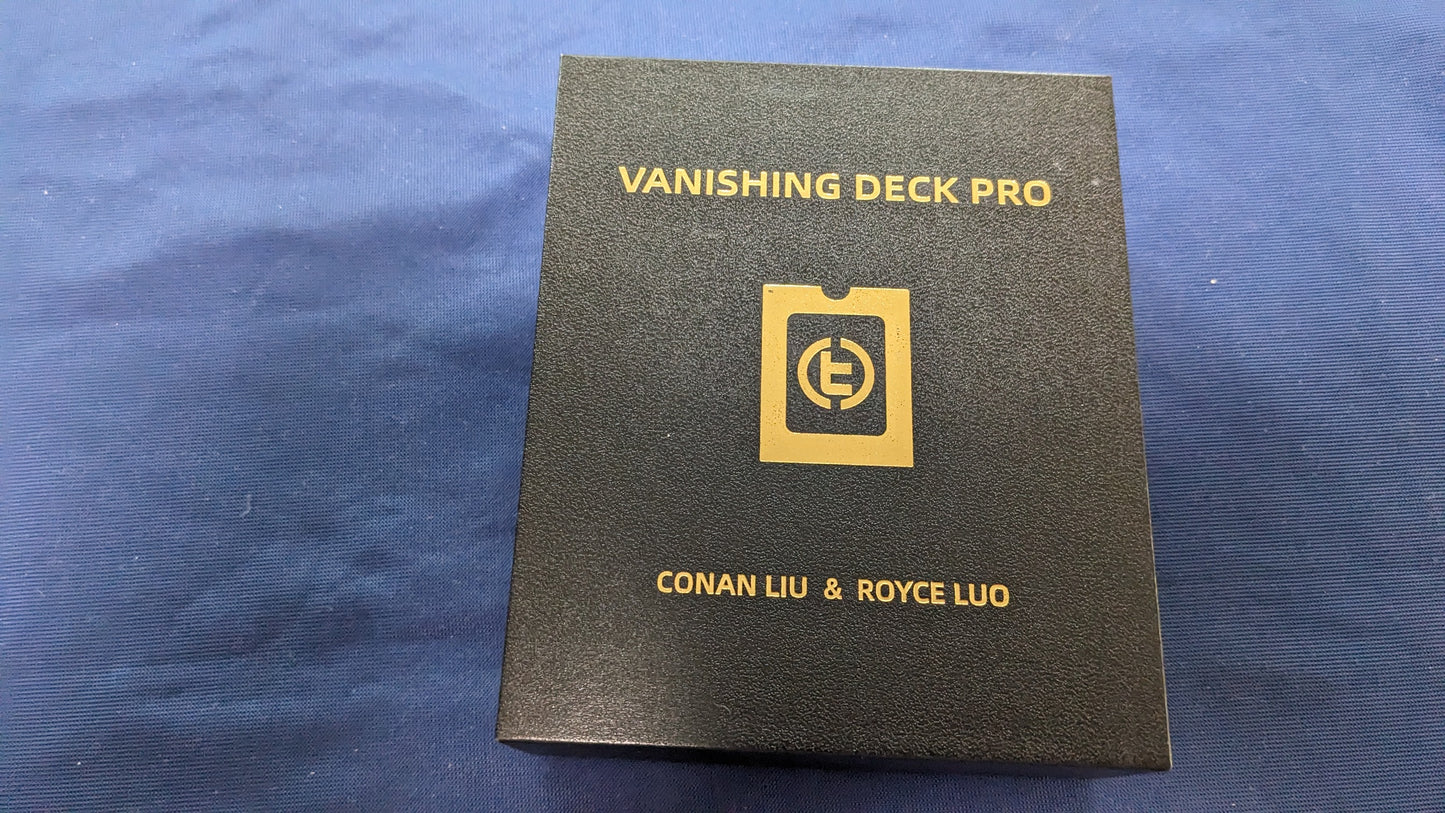 VANISHING DECK PRO
CONAN LIU & ROYCE LUO